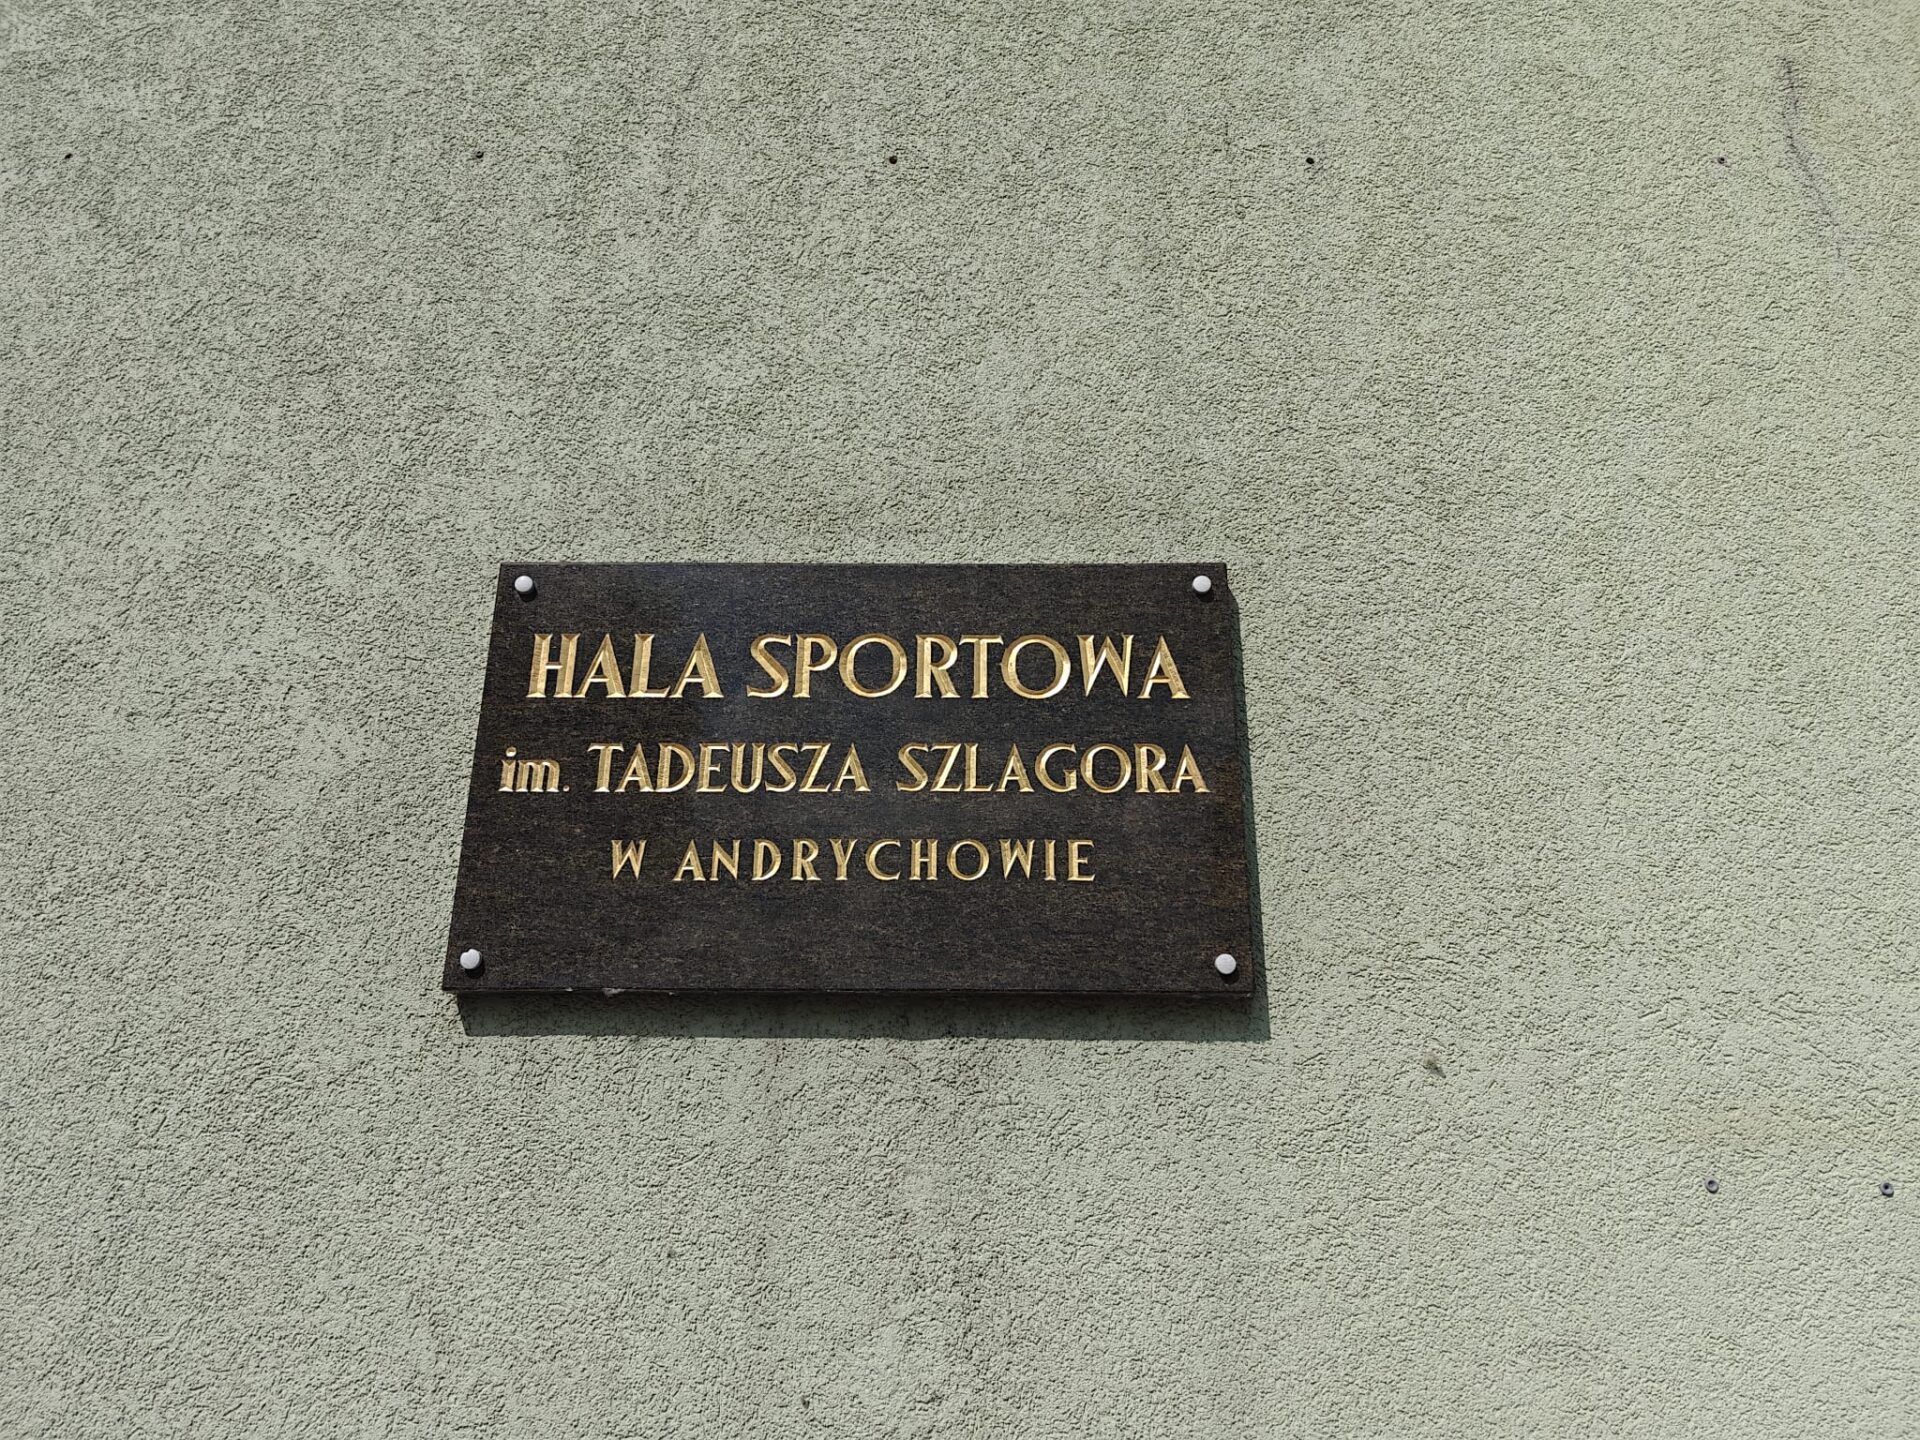 HALA SPORTOWA
im. TADEUSZA SZLAGORA
W ANDRYCHOWIE